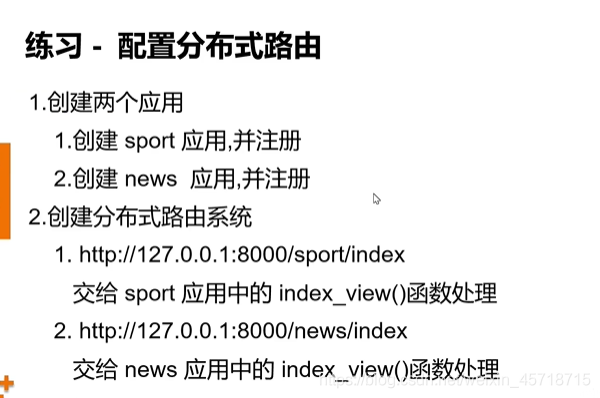 练习 - 配置分布式路由
1.创建两个应用
1.创建 sport 应用,并注册
2.创建 news 应用,并注册
2.创建分布式路由系统
1. http://127.0.0.1:8000/sport/index
交给 sport 应用中的 index_view()函数处理
2. http://127.0.0.1:8000/news/index
交给 news 应用中的 index_view()函数处理
https://blog.csdn.net/weixin_45718715